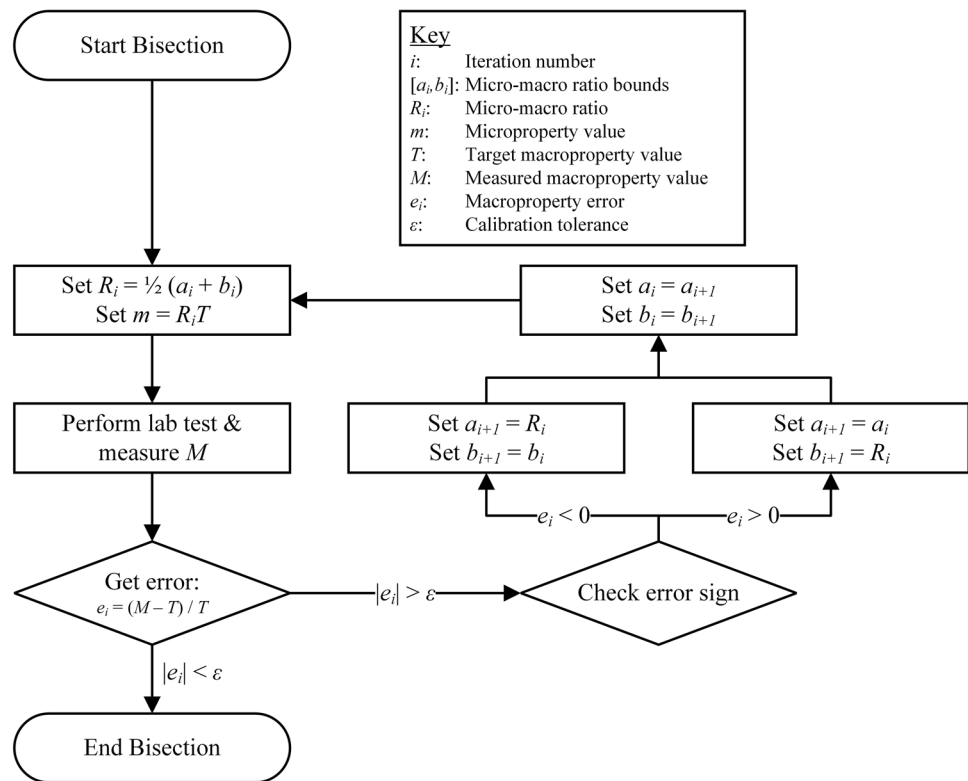 Start Bisection
Key
i: Iteration number
[aᵢ,bᵢ]: Micro-macro ratio bounds
Rᵢ: Micro-macro ratio
m: Microproperty value
T: Target macroproperty value
M: Measured macroproperty value
eᵢ: Macroproperty error
ε: Calibration tolerance
Set Rᵢ = ½ (aᵢ + bᵢ)
Set m = RᵢT
Set aᵢ = aᵢ₊₁
Set bᵢ = bᵢ₊₁
Perform lab test &
measure M
Set aᵢ₊₁ = Rᵢ
Set bᵢ₊₁ = bᵢ
Set aᵢ₊₁ = aᵢ
Set bᵢ₊₁ = Rᵢ
eᵢ < 0
eᵢ > 0
Get error:
eᵢ = (M – T) / T
|eᵢ| > ε
Check error sign
|eᵢ| < ε
End Bisection